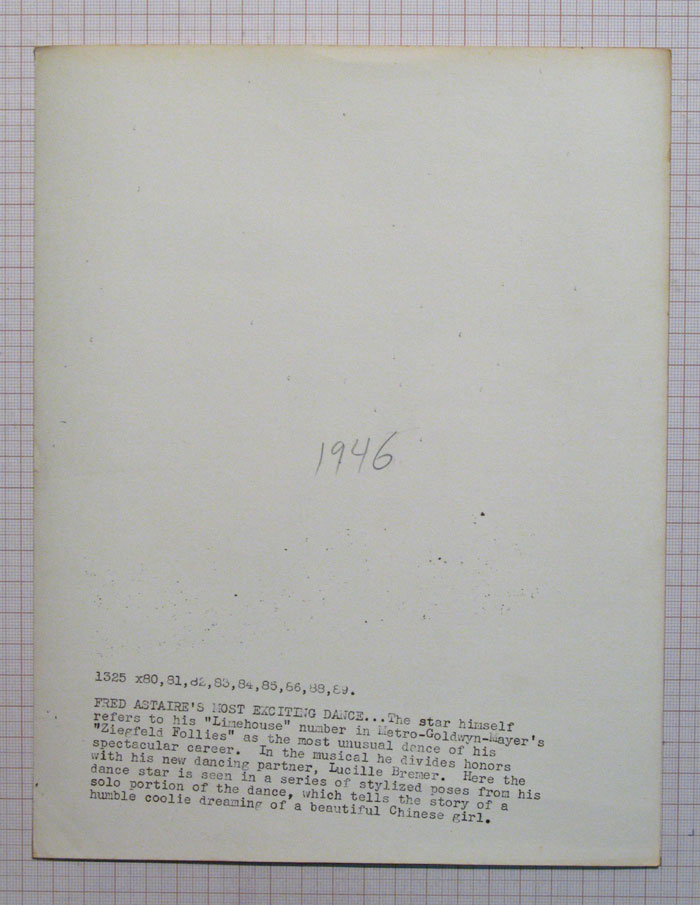 1946
1325 x80,81,82,83,84,85,86,88,89.
FRED ASTAIRE'S MOST EXCITING DANCE...The star himself
refers to his "Limehouse" number in Metro-Goldwyn-Mayer's
"Ziegfeld Follies" as the most unusual dance of his
spectacular career. In the musical he divides honors
with his new dancing partner, Lucille Bremer. Here the
dance star is seen in a series of stylized poses from his
solo portion of the dance, which tells the story of a
humble coolie dreaming of a beautiful Chinese girl.